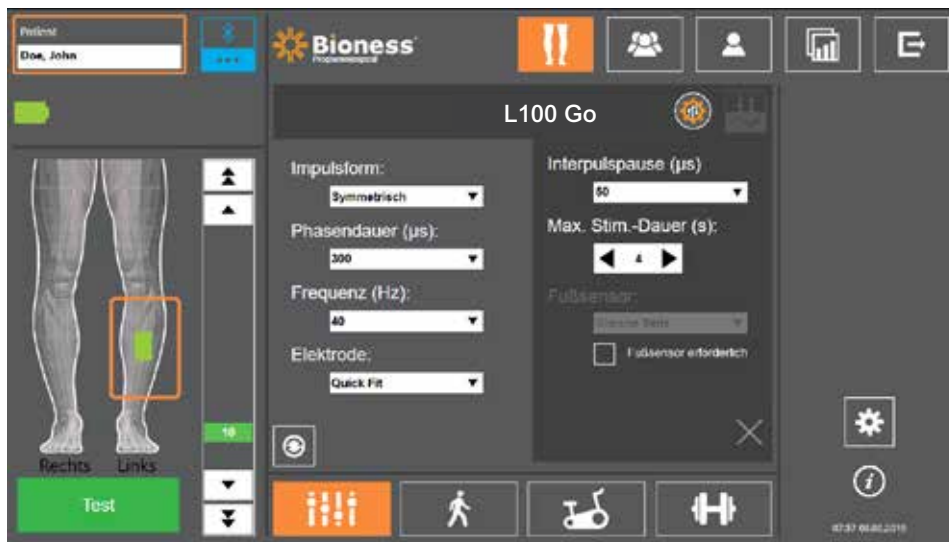 Patient
Doe, John
Bioness
L100 Go
Impulsform:
Symmetrisch
Phasendauer (µs):
300
Frequenz (Hz):
40
Elektrode:
Quick Fit
Interpulspause (µs)
50
Max. Stim.-Dauer (s):
4
Fußsensor:
Fußsensor erforderlich
10
Rechts
Links
Test